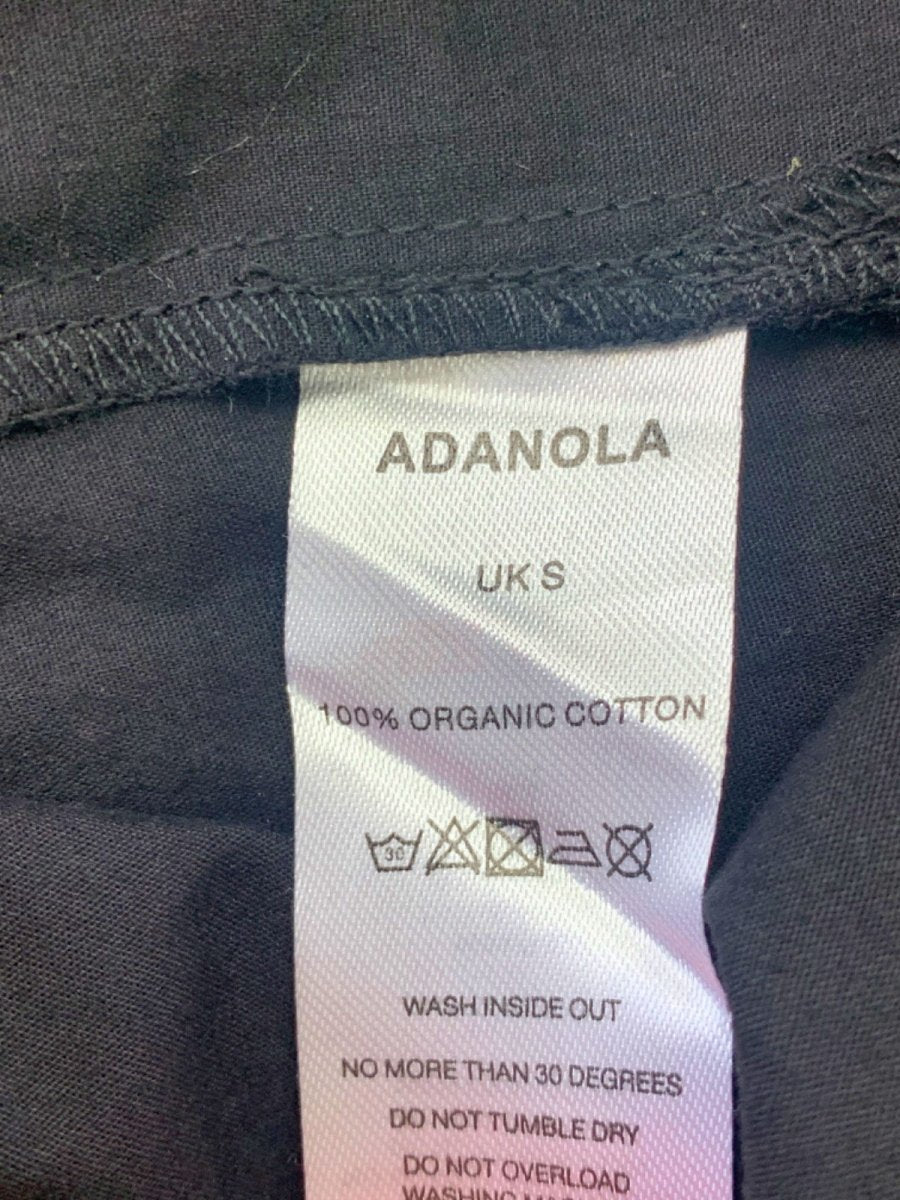 ADANOLA
UK S
100% ORGANIC COTTON
30
WASH INSIDE OUT
NO MORE THAN 30 DEGREES
DO NOT TUMBLE DRY
DO NOT OVERLOAD
WASHING